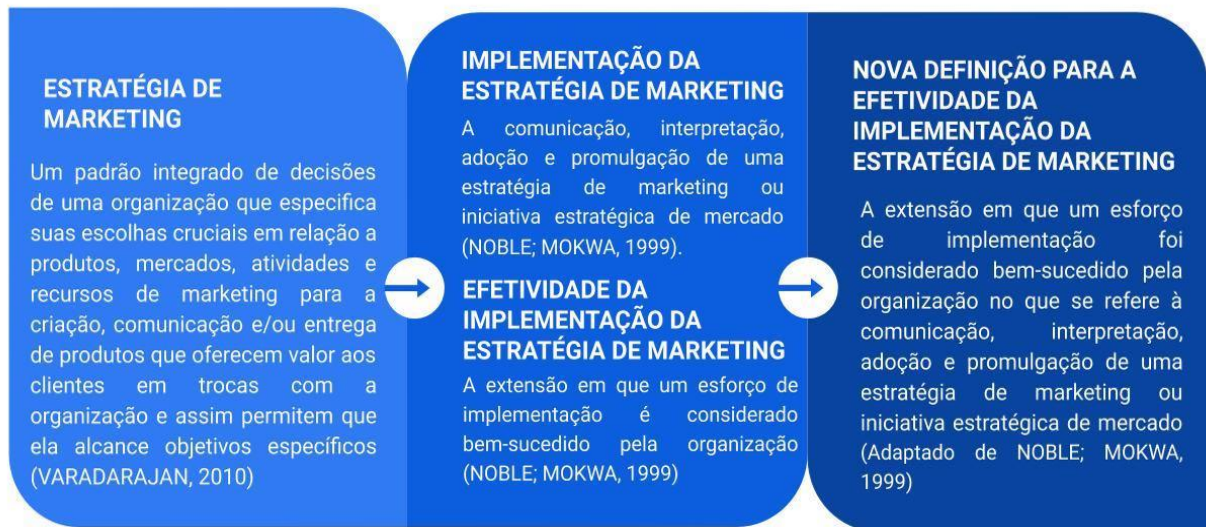 ESTRATÉGIA DE
MARKETING
Um padrão integrado de decisões
de uma organização que especifica
suas escolhas cruciais em relação a
produtos, mercados, atividades e
recursos de marketing para a
criação, comunicação e/ou entrega
de produtos que oferecem valor aos
clientes em trocas com a
organização e assim permitem que
ela alcance objetivos específicos
(VARADARAJAN, 2010)
IMPLEMENTAÇÃO DA
ESTRATÉGIA DE MARKETING
A comunicação, interpretação,
adoção e promulgação de uma
estratégia de marketing ou
iniciativa estratégica de mercado
(NOBLE; MOKWA, 1999).
EFETIVIDADE DA
IMPLEMENTAÇÃO DA
ESTRATÉGIA DE MARKETING
A extensão em que um esforço de
implementação é considerado
bem-sucedido pela organização
(NOBLE; MOKWA, 1999)
NOVA DEFINIÇÃO PARA A
EFETIVIDADE DA
IMPLEMENTAÇÃO DA
ESTRATÉGIA DE MARKETING
A extensão em que um esforço
de implementação foi
considerado bem-sucedido pela
organização no que se refere à
comunicação, interpretação,
adoção e promulgação de uma
estratégia de marketing ou
iniciativa estratégica de mercado
(Adaptado de NOBLE; MOKWA,
1999)